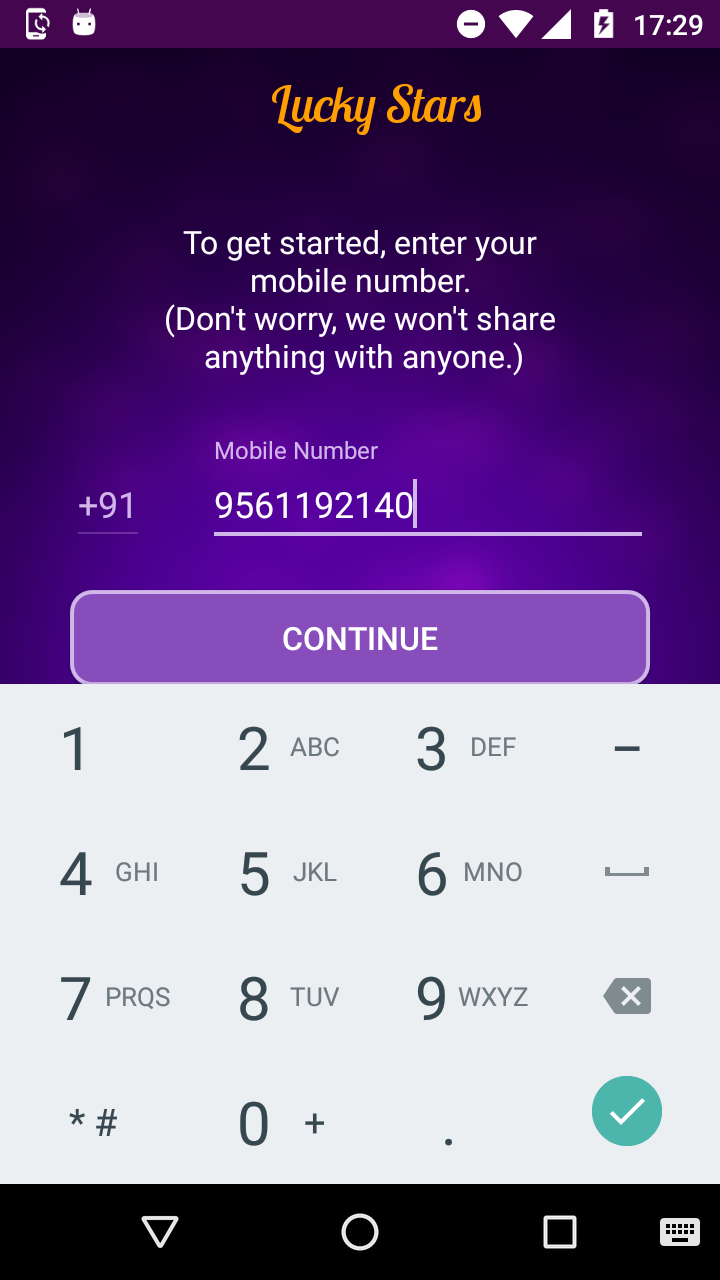 17:29
Lucky Stars
To get started, enter your
mobile number.
(Don't worry, we won't share
anything with anyone.)
Mobile Number
+91 9561192140
CONTINUE
1 2 ABC 3 DEF –
4 GHI 5 JKL 6 MNO
7 PRQS 8 TUV 9 WXYZ
* # 0 + .